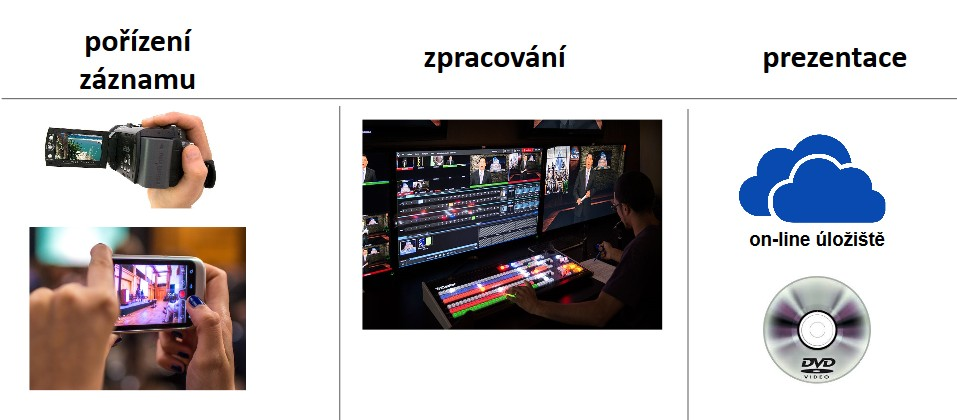 pořízení
záznamu
zpracování
prezentace
on-line úložiště
DVD
VIDEO